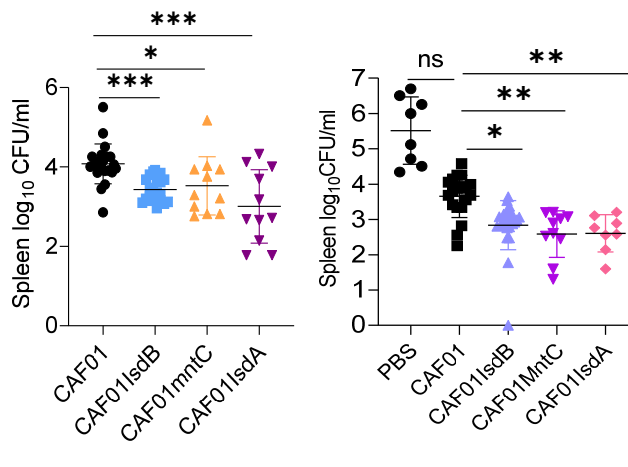 ***
*
***
6
4
2
0
Spleen log10 CFU/ml
CAF01
CAF01IsdB
CAF01mntC
CAF01IsdA
**
ns
**
*
7
6
5
4
3
2
1
0
Spleen log10CFU/ml
PBS
CAF01
CAF01IsdB
CAF01MntC
CAF01IsdA